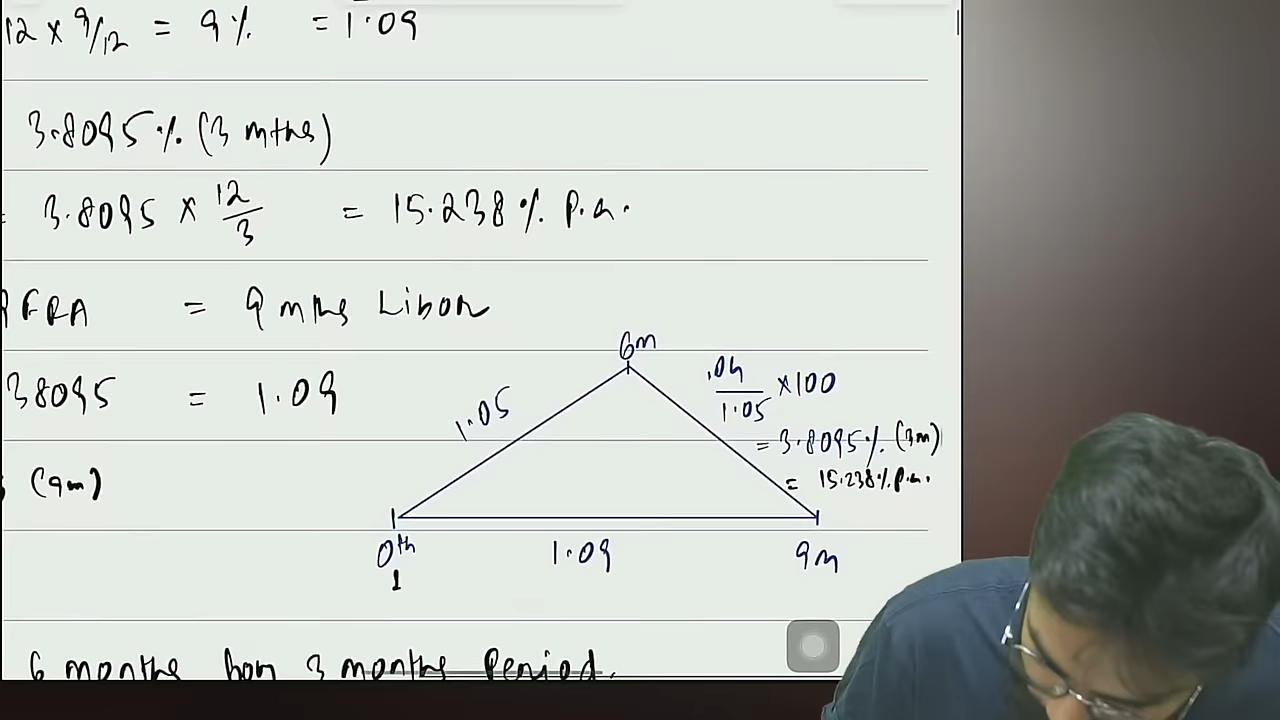 12 × 9/12 = 9% = 1.09
3.8095% (3 mths)
= 3.8095 × 12/3 = 15.238% p.a.
FRA = 9 mths Libor
38095 = 1.09
(9m)
6m
1.05
.04/1.05 × 100
= 3.8095% (3m)
= 15.238% p.a.
0th 1.09 9m
1
6 months from 3 months Period.